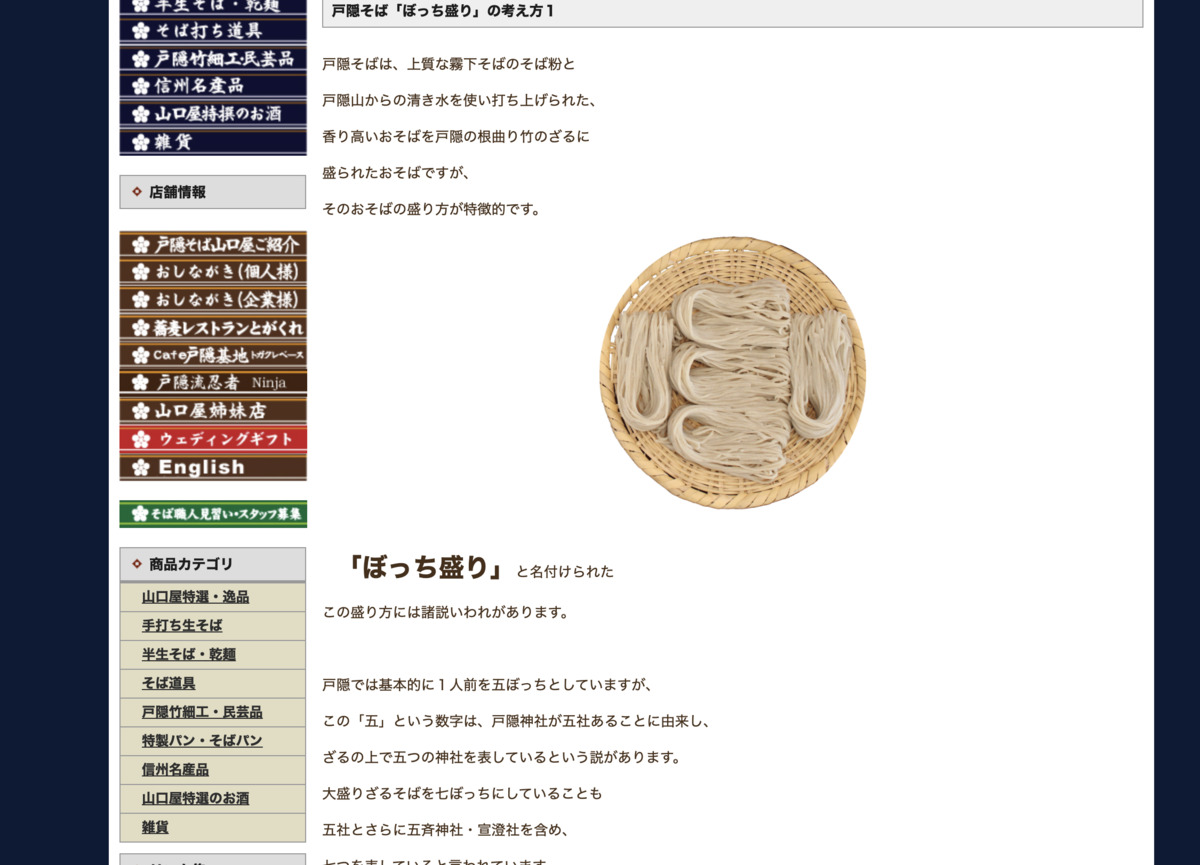 半生そば・乾麺
そば打ち道具
戸隠竹細工・民芸品
信州名産品
山口屋特撰のお酒
雑貨
店舗情報
戸隠そば山口屋ご紹介
おしながき(個人様)
おしながき(企業様)
蕎麦レストランとがくれ
Cafe戸隠基地トガクレベース
戸隠流忍者 Ninja
山口屋姉妹店
ウェディングギフト
English
そば職人見習い・スタッフ募集
商品カテゴリ
山口屋特選・逸品
手打ち生そば
半生そば・乾麺
そば道具
戸隠竹細工・民芸品
特製パン・そばパン
信州名産品
山口屋特選のお酒
雑貨
戸隠そば「ぼっち盛り」の考え方１
戸隠そばは、上質な霧下そばのそば粉と
戸隠山からの清き水を使い打ち上げられた、
香り高いおそばを戸隠の根曲り竹のざるに
盛られたおそばですが、
そのおそばの盛り方が特徴的です。
「ぼっち盛り」と名付けられた
この盛り方には諸説いわれがあります。
戸隠では基本的に１人前を五ぼっちとしていますが、
この「五」という数字は、戸隠神社が五社あることに由来し、
ざるの上で五つの神社を表しているという説があります。
大盛りざるそばを七ぼっちにしていることも
五社とさらに五斉神社・宣澄社を含め、
七つを表していると言われています